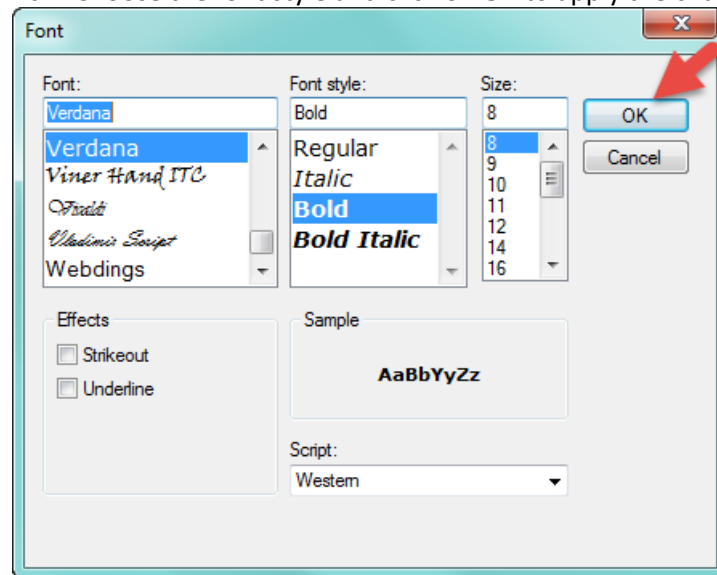 Font
Font:
Font style:
Size:
Verdana
Bold
8
OK
Verdana
Viner Hand ITC
Vivaldi
Vladimir Script
Webdings
Regular
Italic
Bold
Bold Italic
8
9
10
11
12
14
16
Cancel
Effects
Strikeout
Underline
Sample
AaBbYyZz
Script:
Western